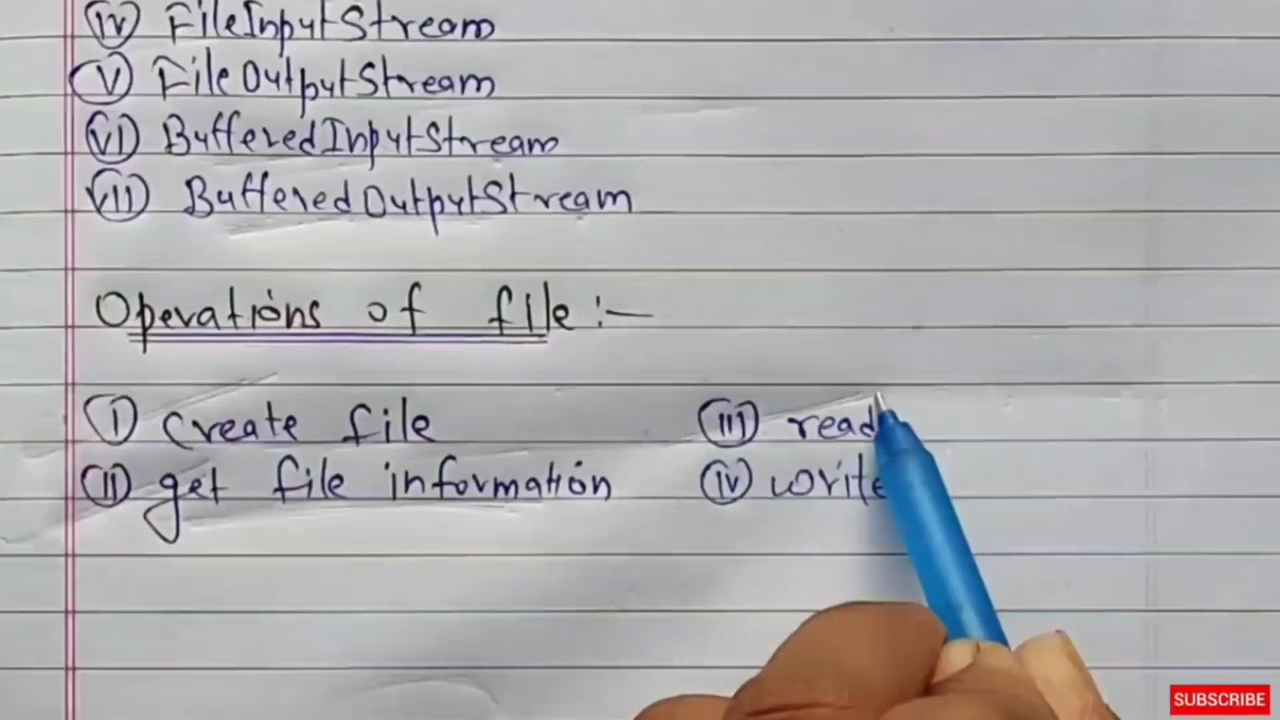 (iv) FileInputStream
(v) FileOutputStream
(vi) BufferedInputStream
(vii) BufferedOutputStream
Operations of file :-
(i) create file
(ii) get file information
(iii) read
(iv) write
SUBSCRIBE